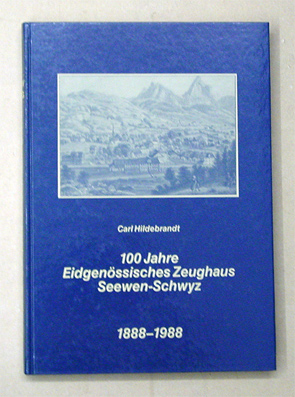 Carl Hildebrandt
100 Jahre
Eidgenössisches Zeughaus
Seewen-Schwyz
1888–1988